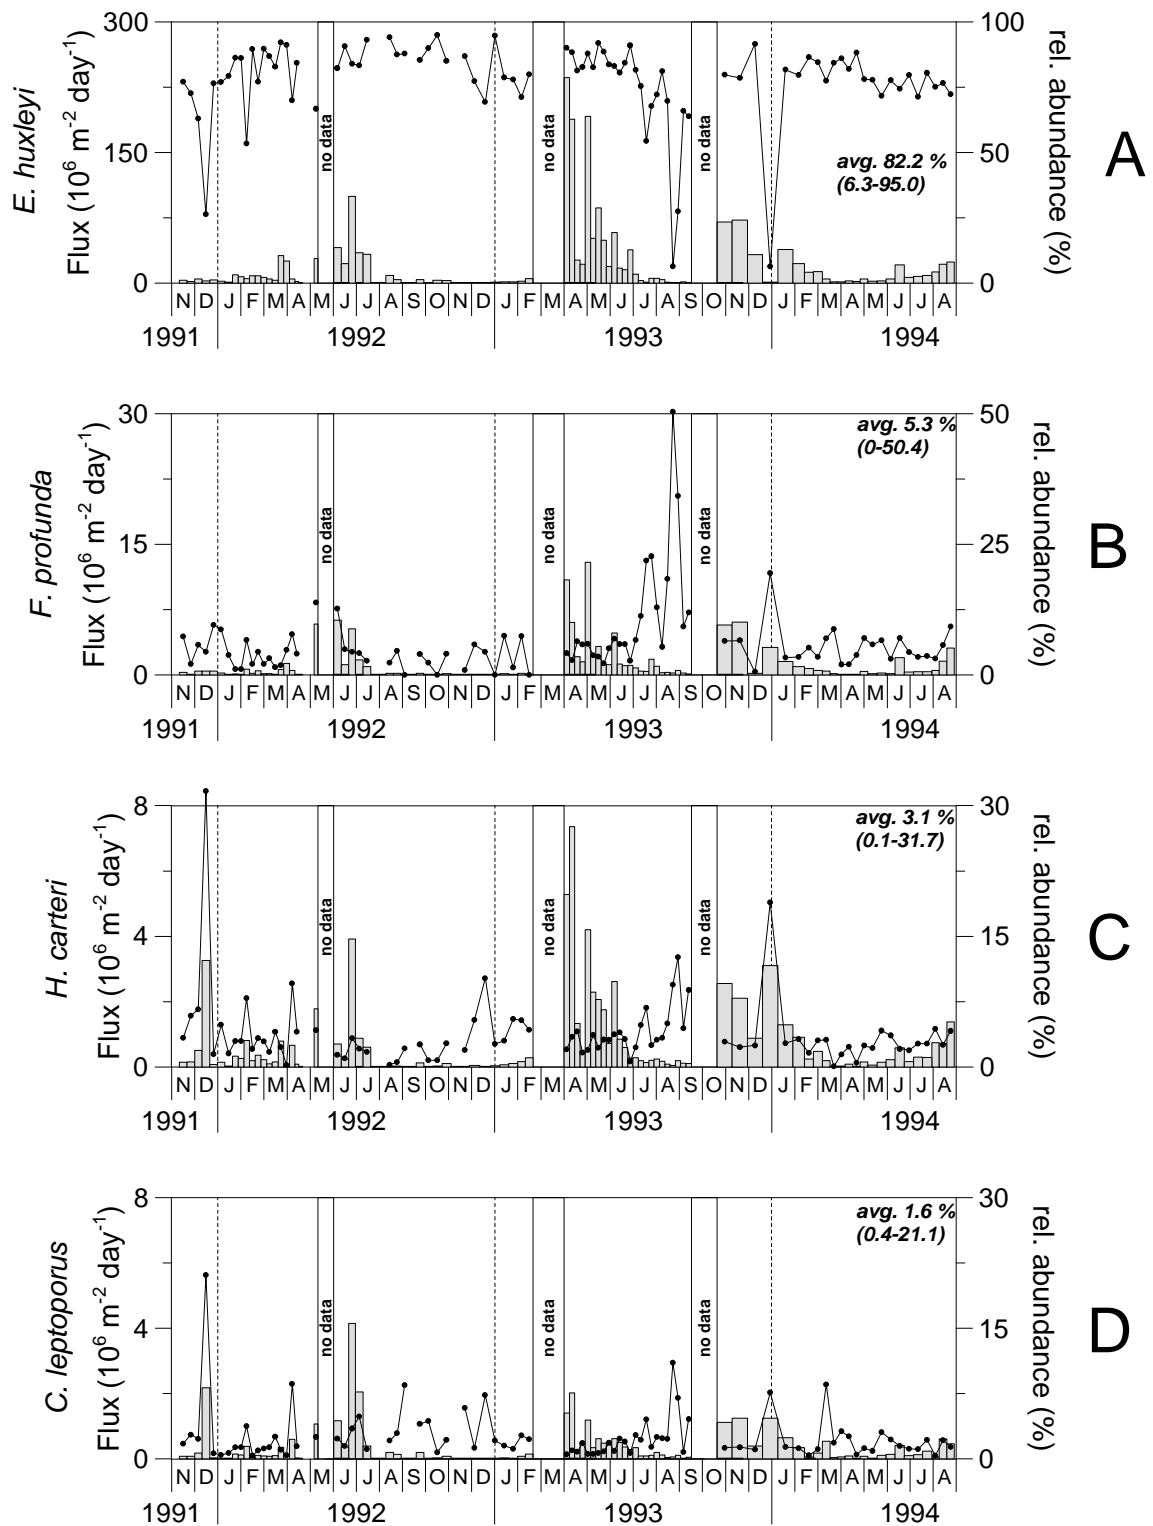 E. huxleyi
Flux (10⁶ m⁻² day⁻¹)
300
150
0
100
50
0
rel. abundance (%)
A
no data
no data
no data
avg. 82.2 %
(6.3-95.0)
N D J F M A M J J A S O N D J F M A M J J A S O N D J F M A M J J A
1991 1992 1993 1994
F. profunda
Flux (10⁶ m⁻² day⁻¹)
30
15
0
50
25
0
rel. abundance (%)
B
no data
no data
no data
avg. 5.3 %
(0-50.4)
N D J F M A M J J A S O N D J F M A M J J A S O N D J F M A M J J A
1991 1992 1993 1994
H. carteri
Flux (10⁶ m⁻² day⁻¹)
8
4
0
30
15
0
rel. abundance (%)
C
no data
no data
no data
avg. 3.1 %
(0.1-31.7)
N D J F M A M J J A S O N D J F M A M J J A S O N D J F M A M J J A
1991 1992 1993 1994
C. leptoporus
Flux (10⁶ m⁻² day⁻¹)
8
4
0
30
15
0
rel. abundance (%)
D
no data
no data
no data
avg. 1.6 %
(0.4-21.1)
N D J F M A M J J A S O N D J F M A M J J A S O N D J F M A M J J A
1991 1992 1993 1994